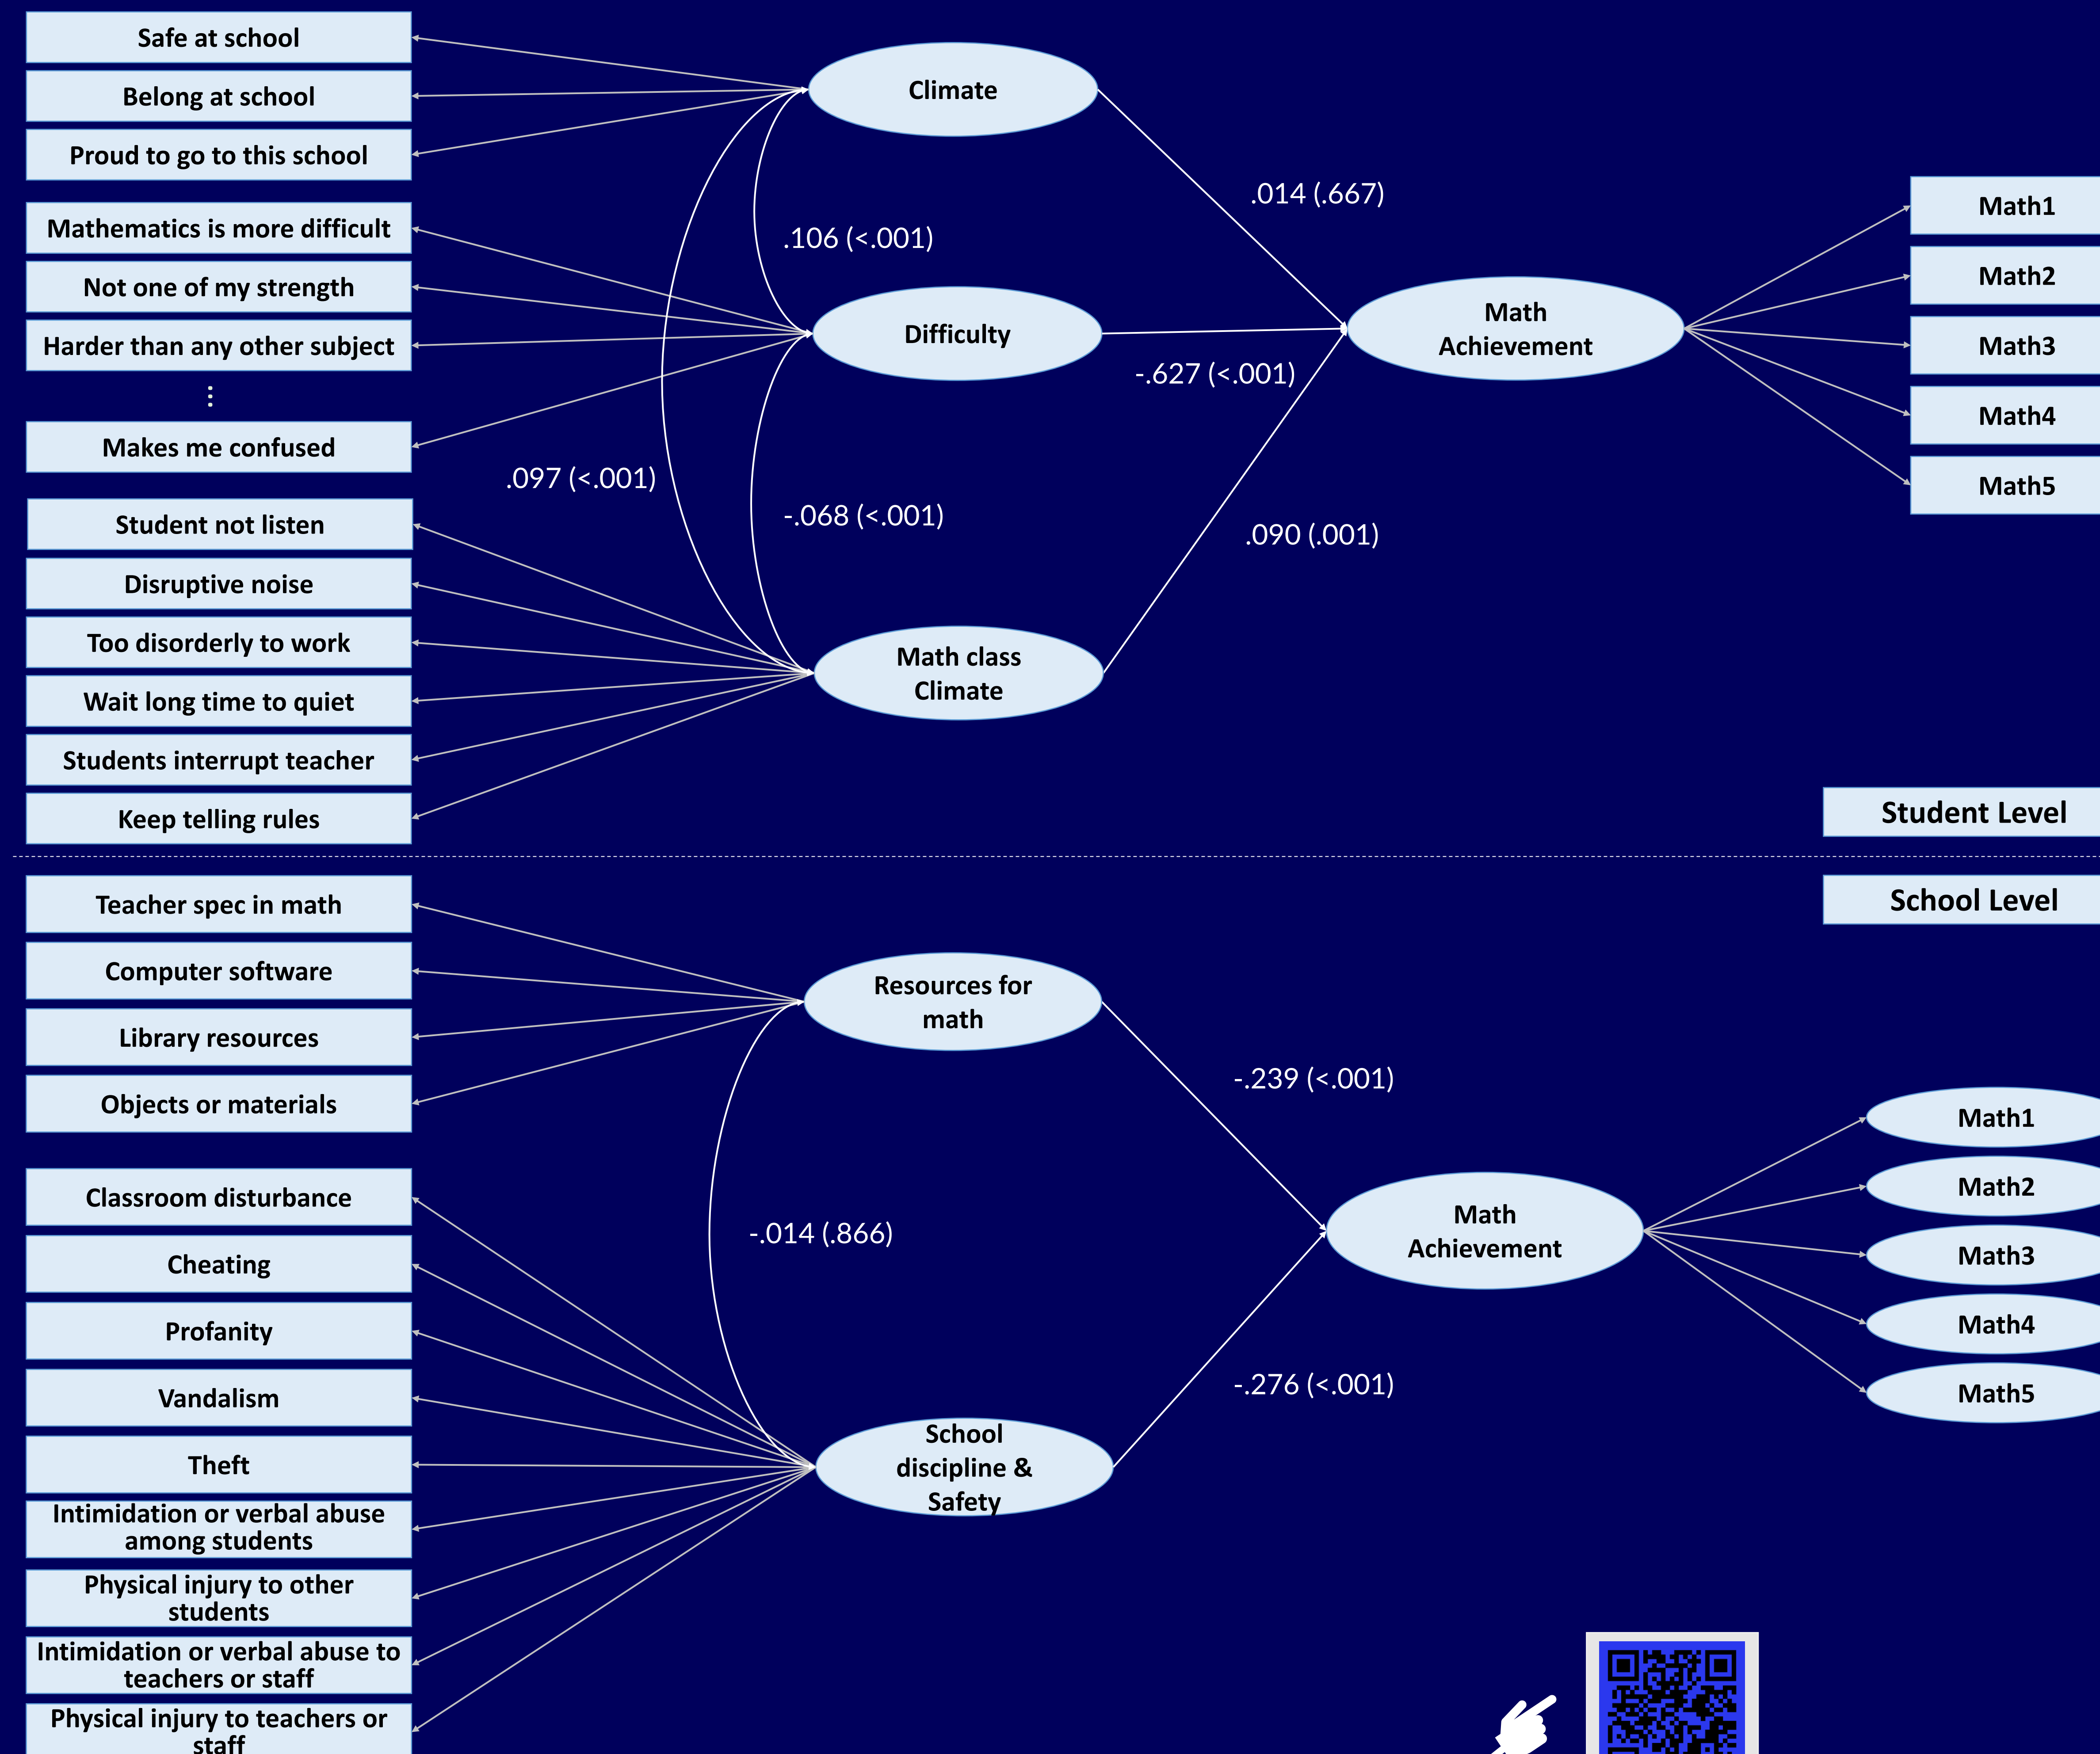 Safe at school
Belong at school
Proud to go to this school
Mathematics is more difficult
Not one of my strength
Harder than any other subject
⋮
Makes me confused
Student not listen
Disruptive noise
Too disorderly to work
Wait long time to quiet
Students interrupt teacher
Keep telling rules
Climate
Difficulty
Math class
Climate
.106 (<.001)
.097 (<.001)
-.068 (<.001)
.014 (.667)
-.627 (<.001)
.090 (.001)
Math
Achievement
Math1
Math2
Math3
Math4
Math5
Student Level
School Level
Teacher spec in math
Computer software
Library resources
Objects or materials
Classroom disturbance
Cheating
Profanity
Vandalism
Theft
Intimidation or verbal abuse
among students
Physical injury to other
students
Intimidation or verbal abuse to
teachers or staff
Physical injury to teachers or
staff
Resources for
math
School
discipline &
Safety
-.014 (.866)
-.239 (<.001)
-.276 (<.001)
Math
Achievement
Math1
Math2
Math3
Math4
Math5